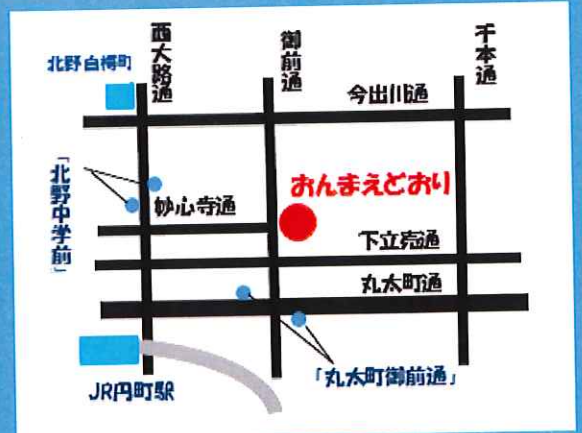 西大路通
御前通
千本通
北野白梅町
今出川通
「北野中学前」
おんまえどおり
妙心寺通
下立売通
丸太町通
JR円町駅
「丸太町御前通」